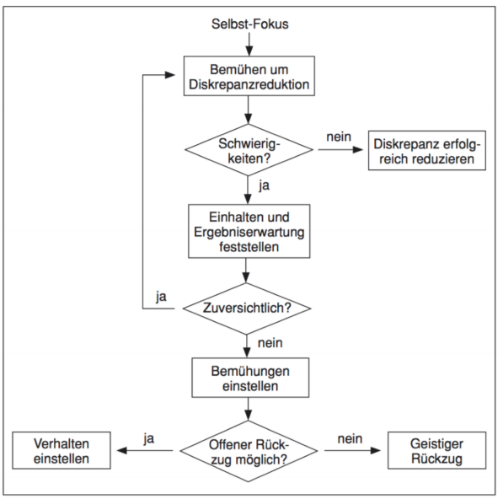 Selbst-Fokus
Bemühen um
Diskrepanzreduktion
Schwierig-
keiten?
nein
Diskrepanz erfolg-
reich reduzieren
ja
Einhalten und
Ergebniserwartung
feststellen
ja
Zuversichtlich?
nein
Bemühungen
einstellen
Verhalten
einstellen
ja
Offener Rück-
zug möglich?
nein
Geistiger
Rückzug